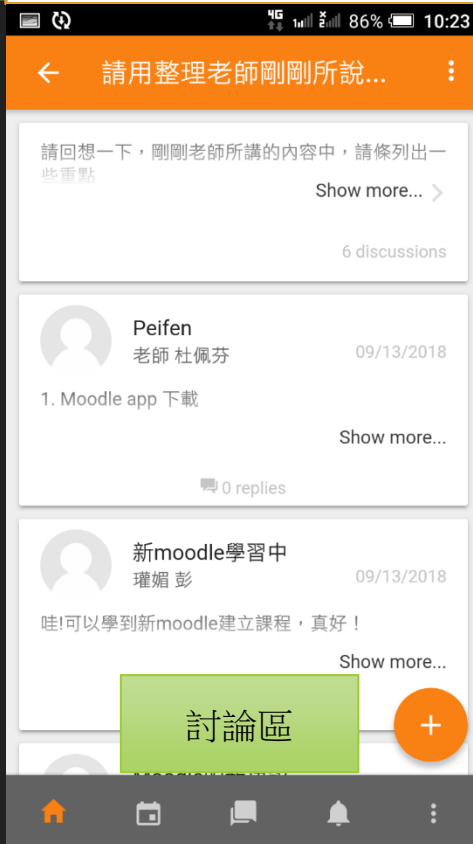 4G 1 2 86% 10:23
請用整理老師剛剛所說...
請回想一下，剛剛老師所講的內容中，請條列出一
些重點
Show more...
6 discussions
Peifen
老師 杜佩芬
09/13/2018
1. Moodle app 下載
Show more...
0 replies
新moodle學習中
瓘媚 彭
09/13/2018
哇!可以學到新moodle建立課程，真好！
Show more...
討論區